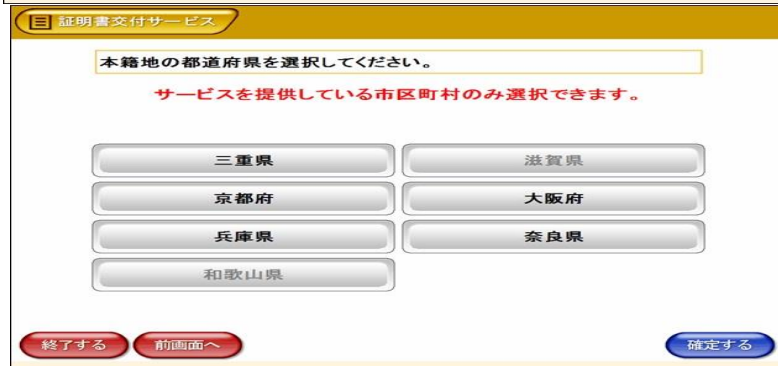 証明書交付サービス
本籍地の都道府県を選択してください。
サービスを提供している市区町村のみ選択できます。
三重県 滋賀県
京都府 大阪府
兵庫県 奈良県
和歌山県
終了する 前画面へ 確定する